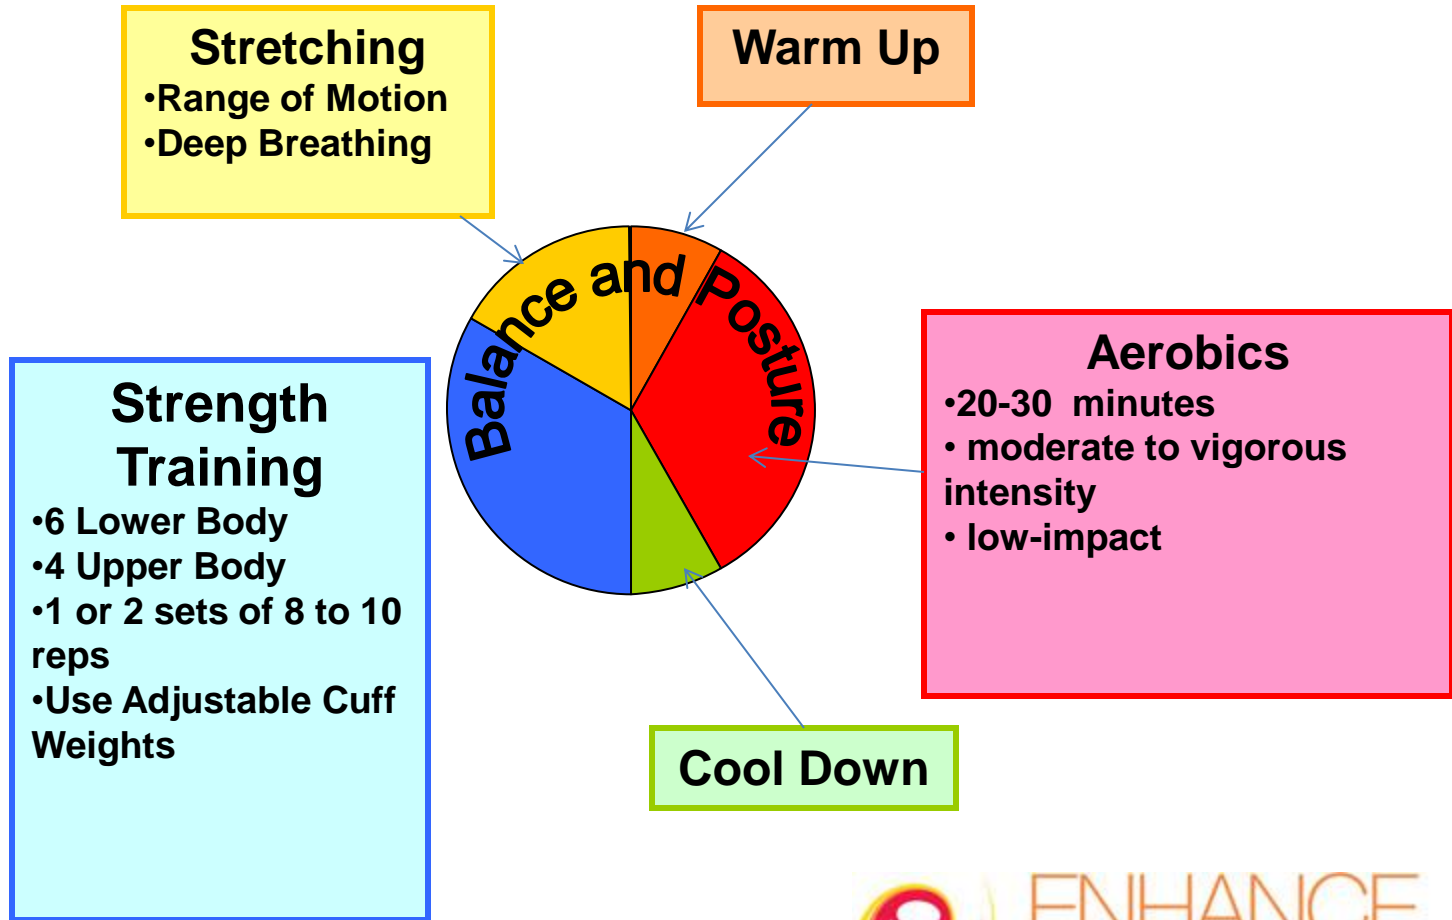 Stretching
•Range of Motion
•Deep Breathing
Warm Up
Balance and Posture
Strength
Training
•6 Lower Body
•4 Upper Body
•1 or 2 sets of 8 to 10
reps
•Use Adjustable Cuff
Weights
Aerobics
•20-30 minutes
• moderate to vigorous
intensity
• low-impact
Cool Down
ENHANCE